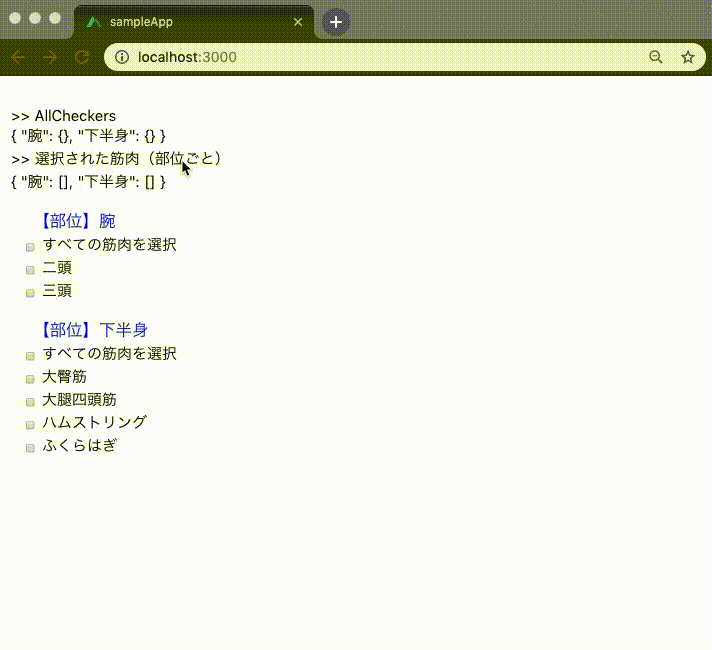 sampleApp
localhost:3000
>> AllCheckers
{ "腕": {}, "下半身": {} }
>> 選択された筋肉（部位ごと）
{ "腕": [], "下半身": [] }
【部位】腕
すべての筋肉を選択
二頭
三頭
【部位】下半身
すべての筋肉を選択
大臀筋
大腿四頭筋
ハムストリング
ふくらはぎ